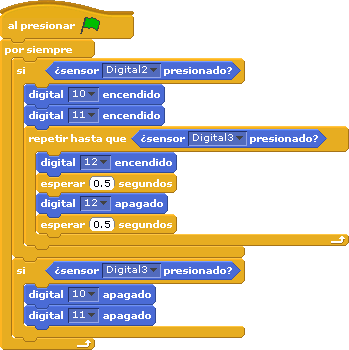 al presionar
por siempre
si ¿sensor Digital2 presionado?
digital 10 encendido
digital 11 encendido
repetir hasta que ¿sensor Digital3 presionado?
digital 12 encendido
esperar 0.5 segundos
digital 12 apagado
esperar 0.5 segundos
si ¿sensor Digital3 presionado?
digital 10 apagado
digital 11 apagado